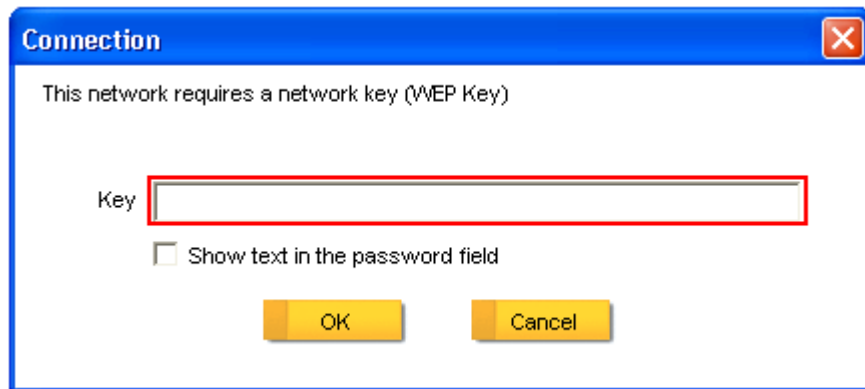 Connection
This network requires a network key (WEP Key)
Key
Show text in the password field
OK Cancel